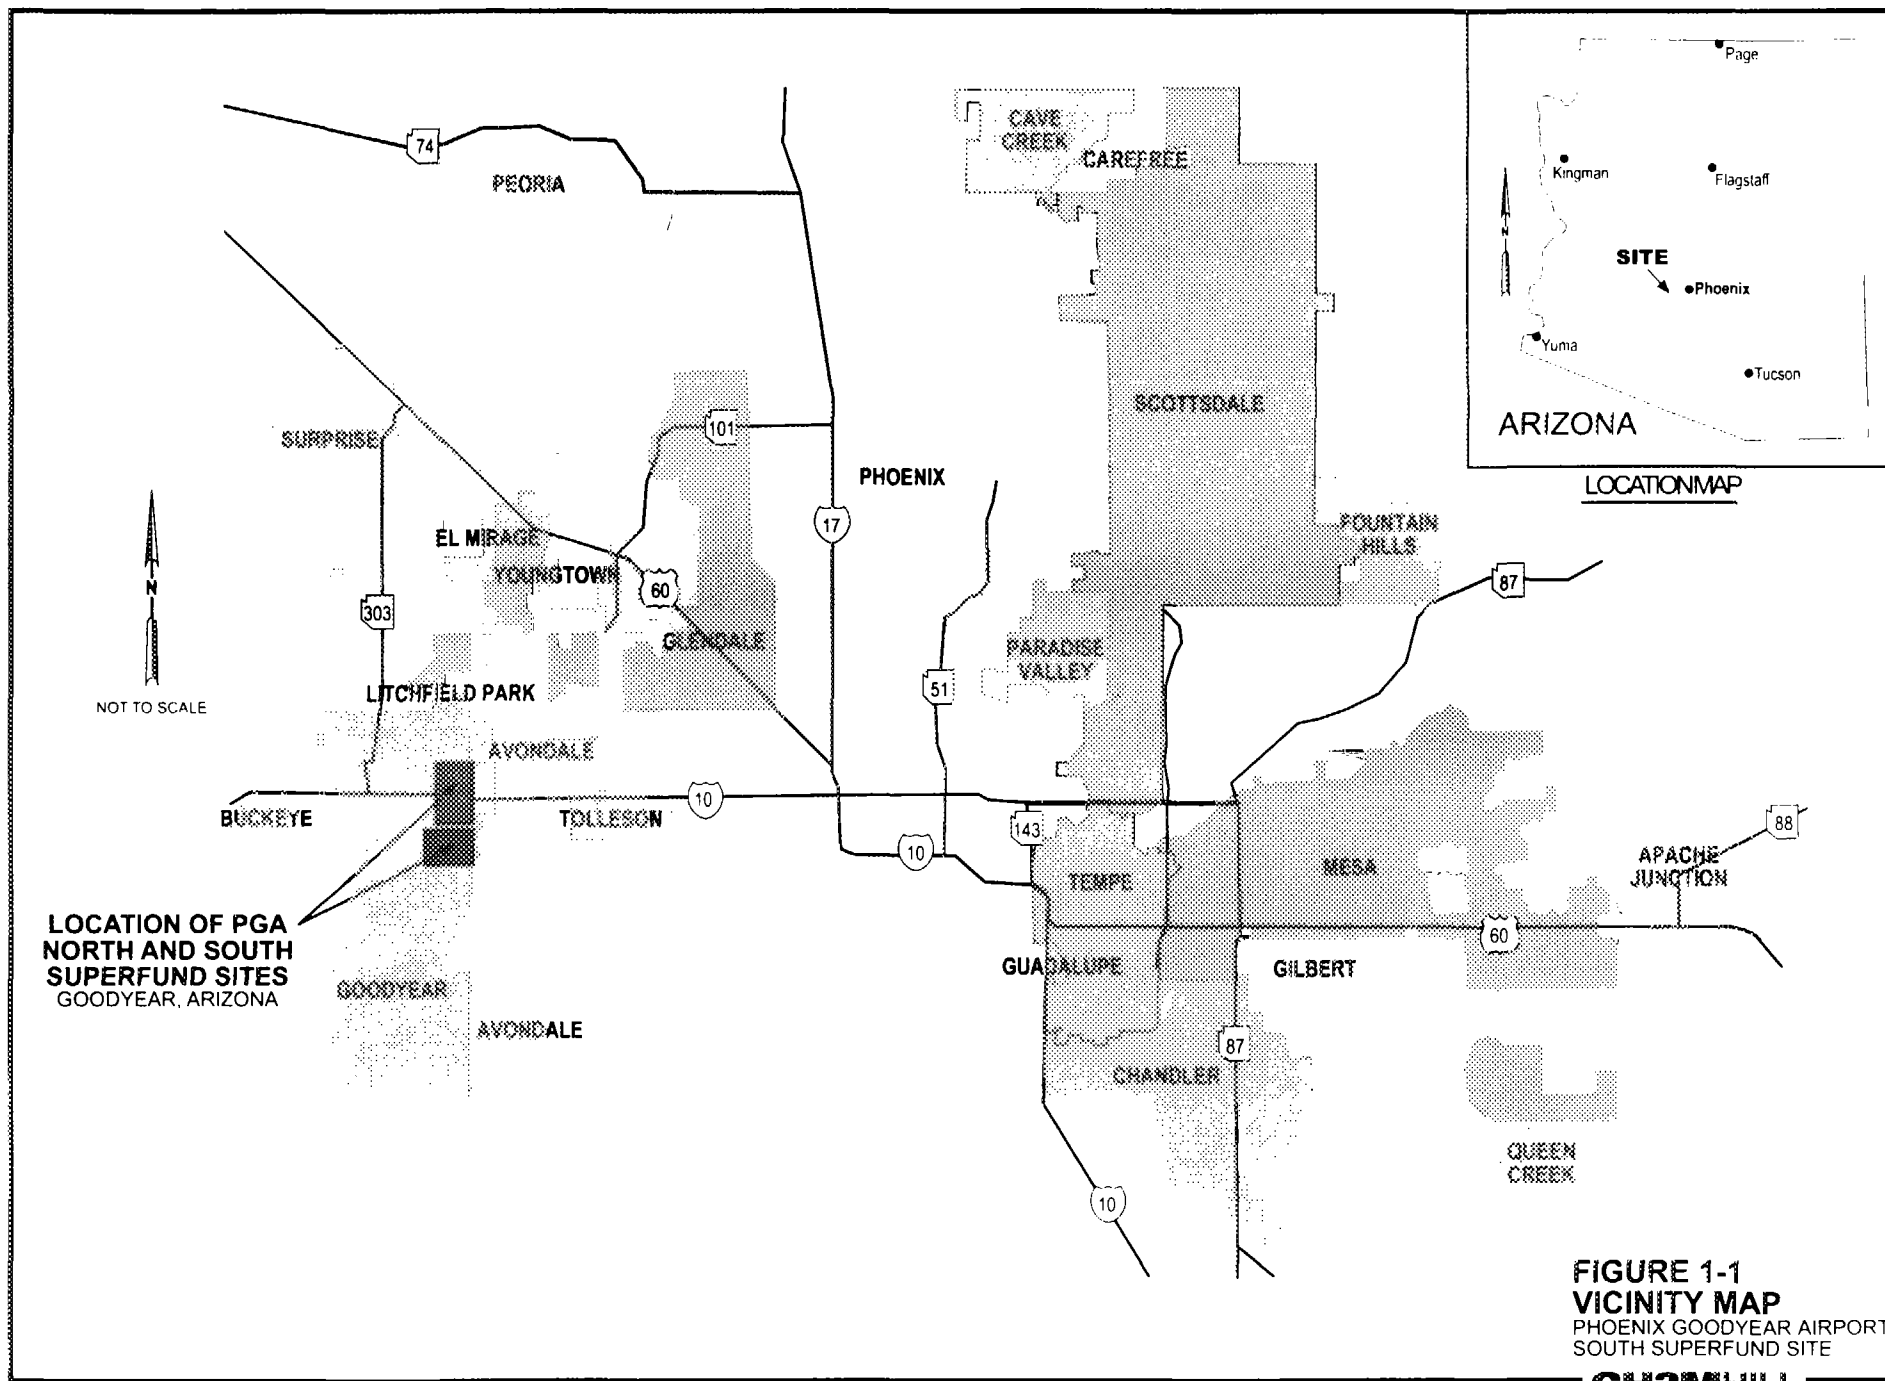 Page
Kingman
Flagstaff
N
SITE
Phoenix
Yuma
Tucson
ARIZONA
LOCATIONMAP
CAVE
CREEK
CAREFREE
74
PEORIA
SCOTTSDALE
101
SURPRISE
PHOENIX
17
FOUNTAIN
HILLS
EL MIRAGE
YOUNGTOWN
60
87
N
303
GLENDALE
PARADISE
VALLEY
51
LITCHFIELD PARK
NOT TO SCALE
AVONDALE
10
BUCKEYE
TOLLESON
143
88
10
MESA
APACHE
JUNCTION
TEMPE
LOCATION OF PGA
NORTH AND SOUTH
SUPERFUND SITES
GOODYEAR, ARIZONA
60
GUADALUPE
GILBERT
GOODYEAR
AVONDALE
87
CHANDLER
QUEEN
CREEK
10
FIGURE 1-1
VICINITY MAP
PHOENIX GOODYEAR AIRPORT
SOUTH SUPERFUND SITE
CH2MHILL